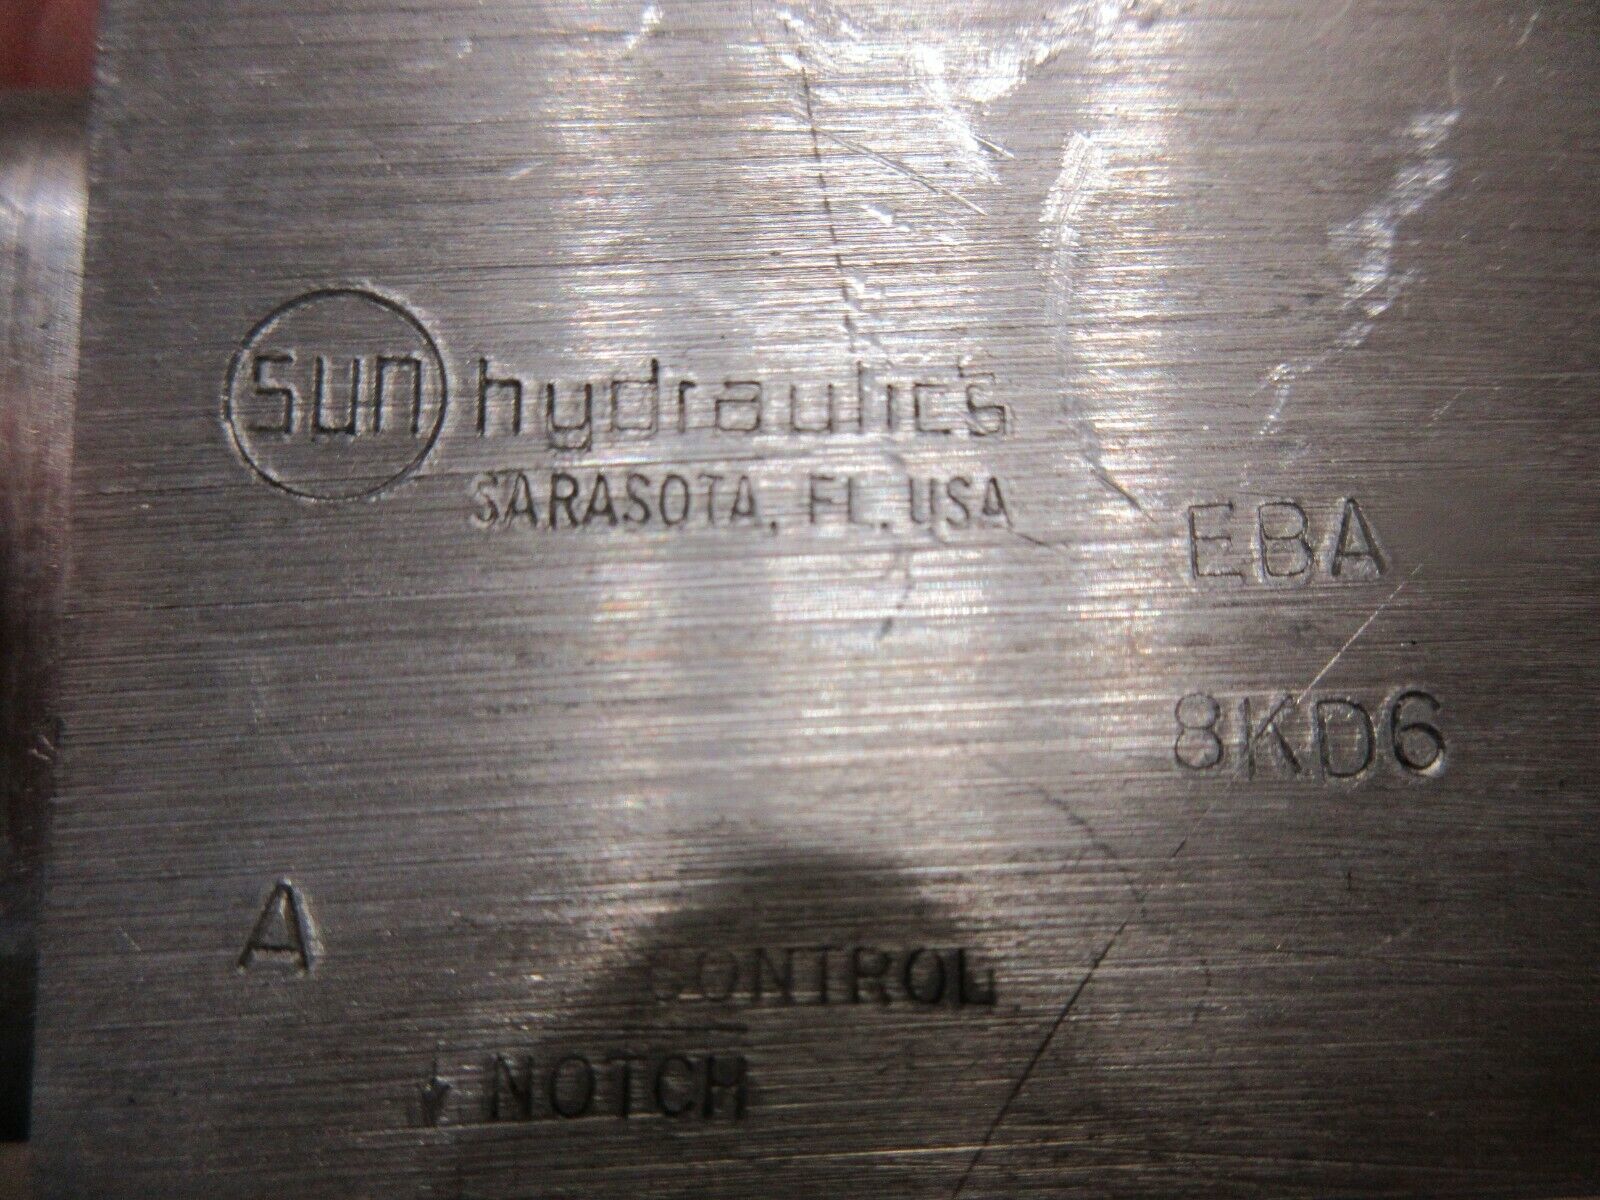 sun hydraulics
SARASOTA, FL. USA
EBA
8KD6
A
CONTROL
NOTCH